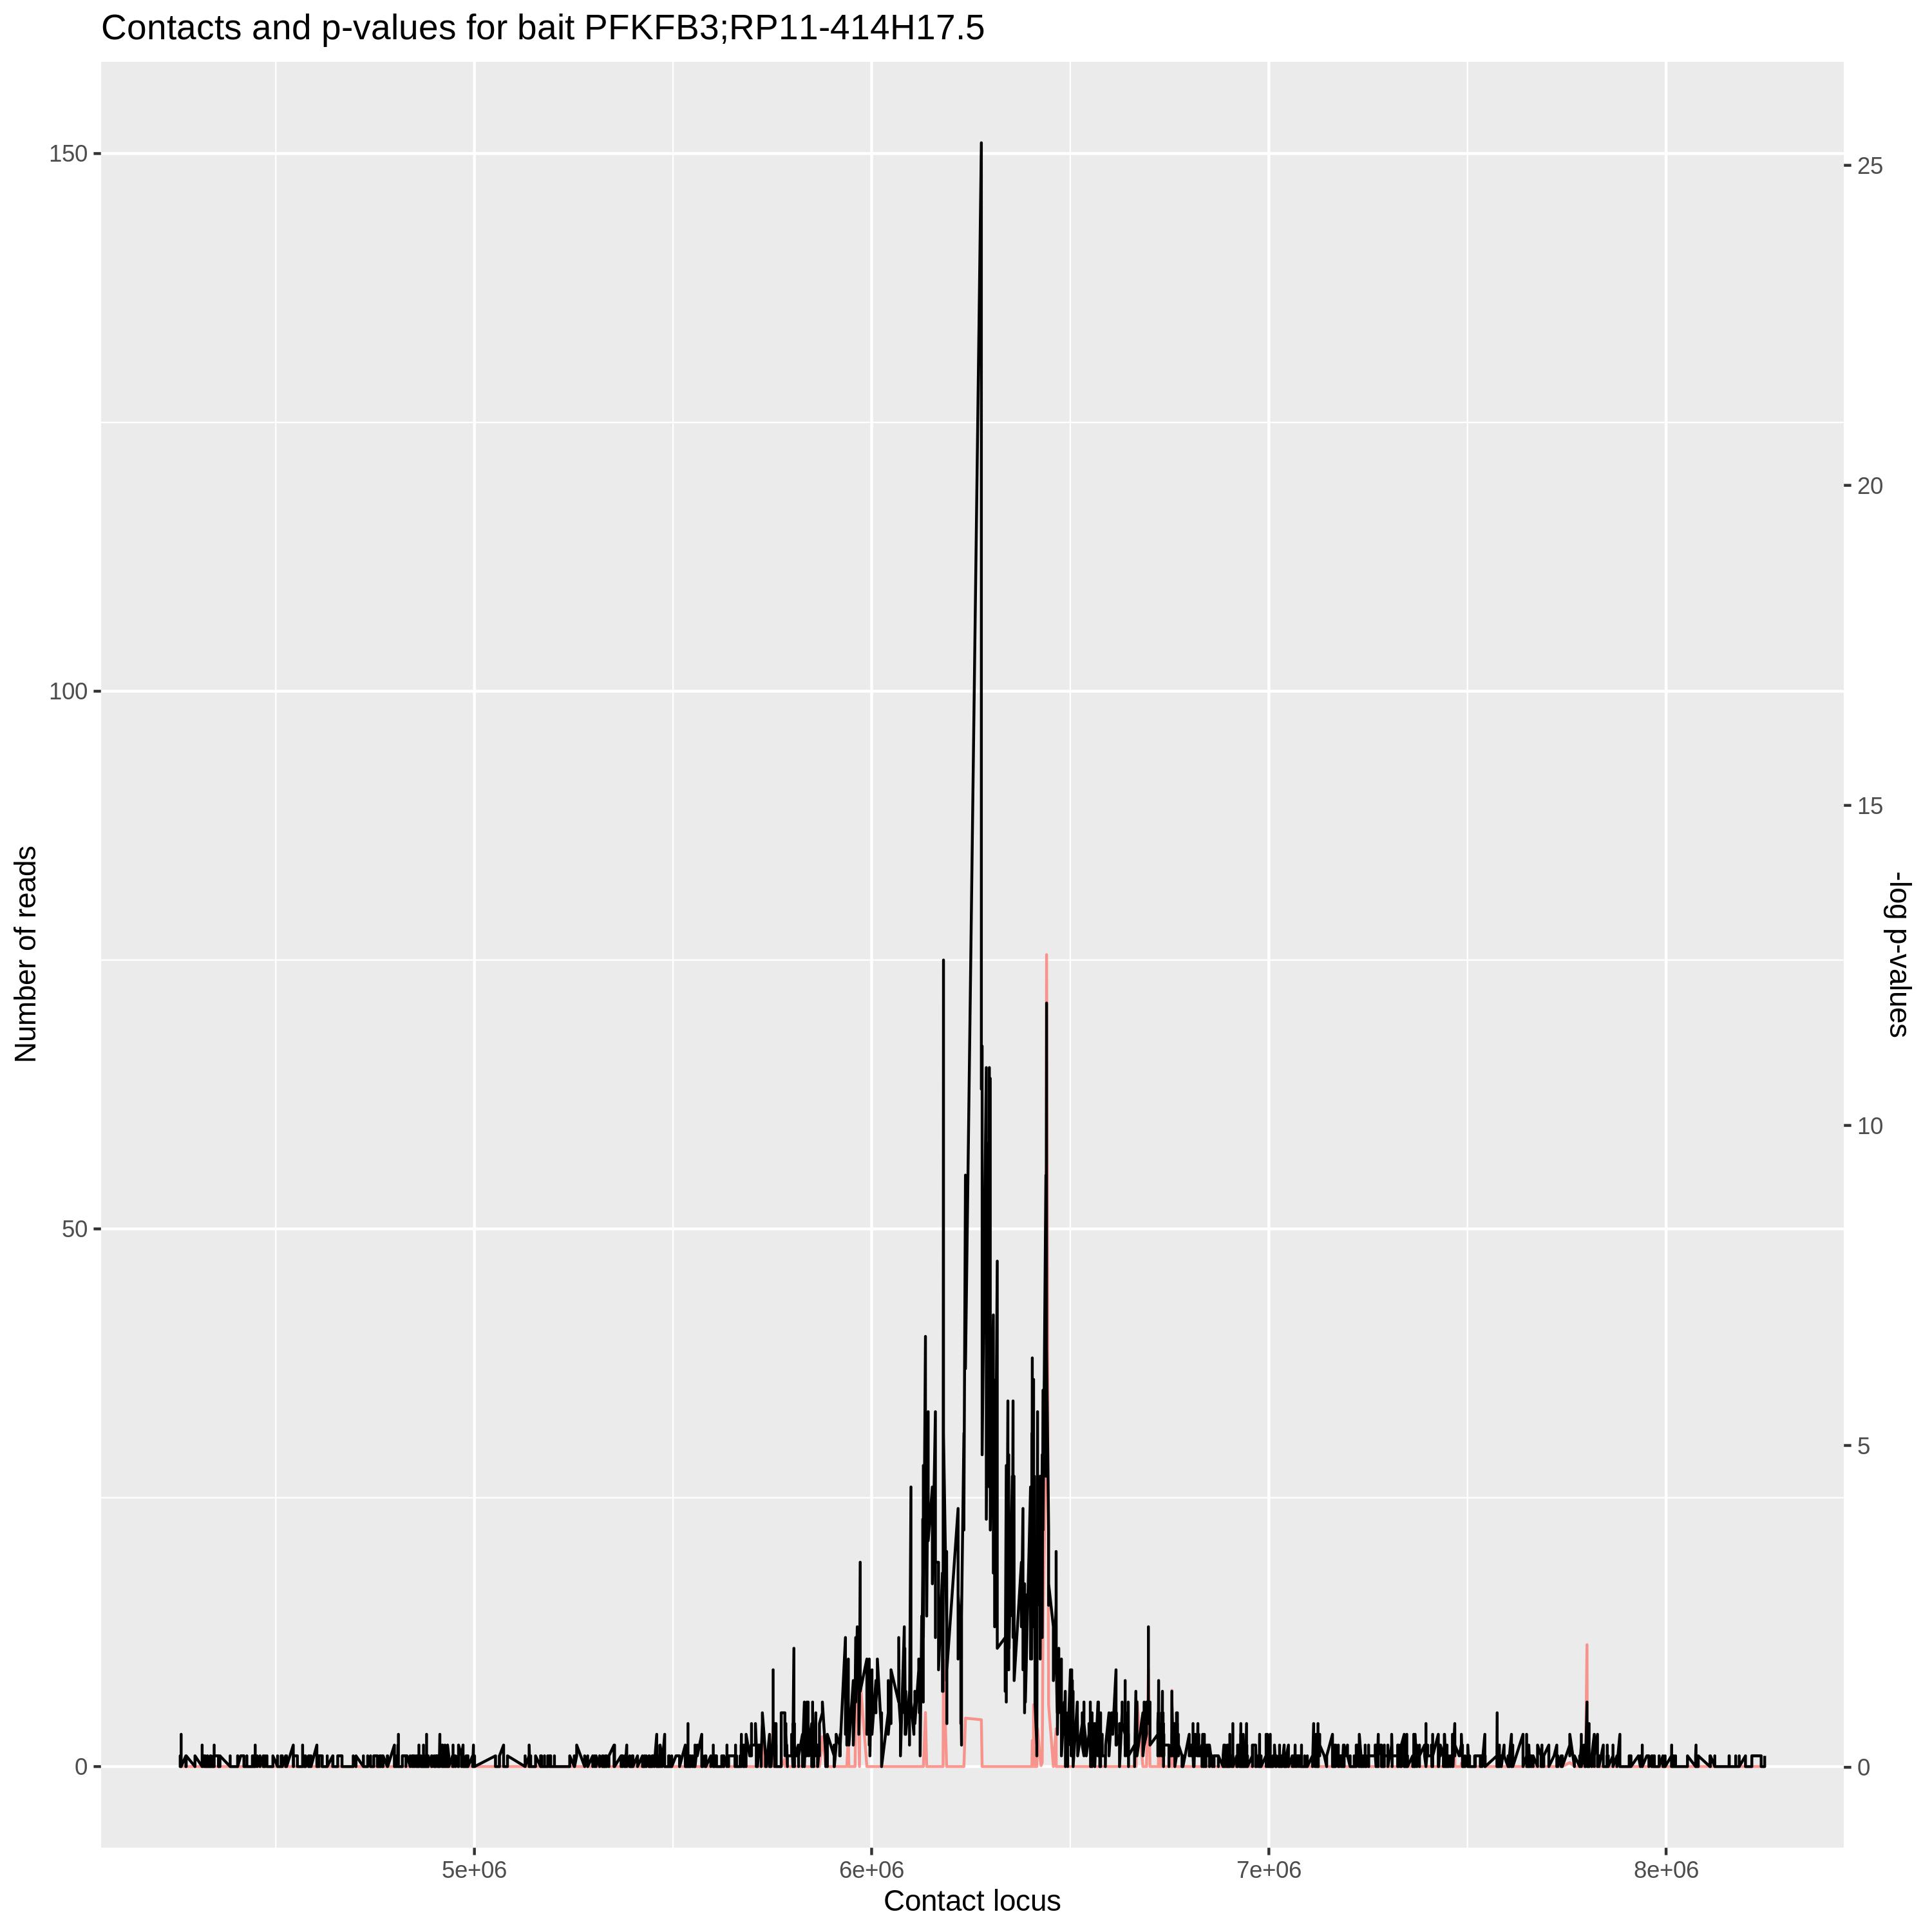 Contacts and p-values for bait PFKFB3;RP11-414H17.5
150
100
50
0
Number of reads
25
20
15
10
5
0
-log p-values
5e+06
6e+06
7e+06
8e+06
Contact locus